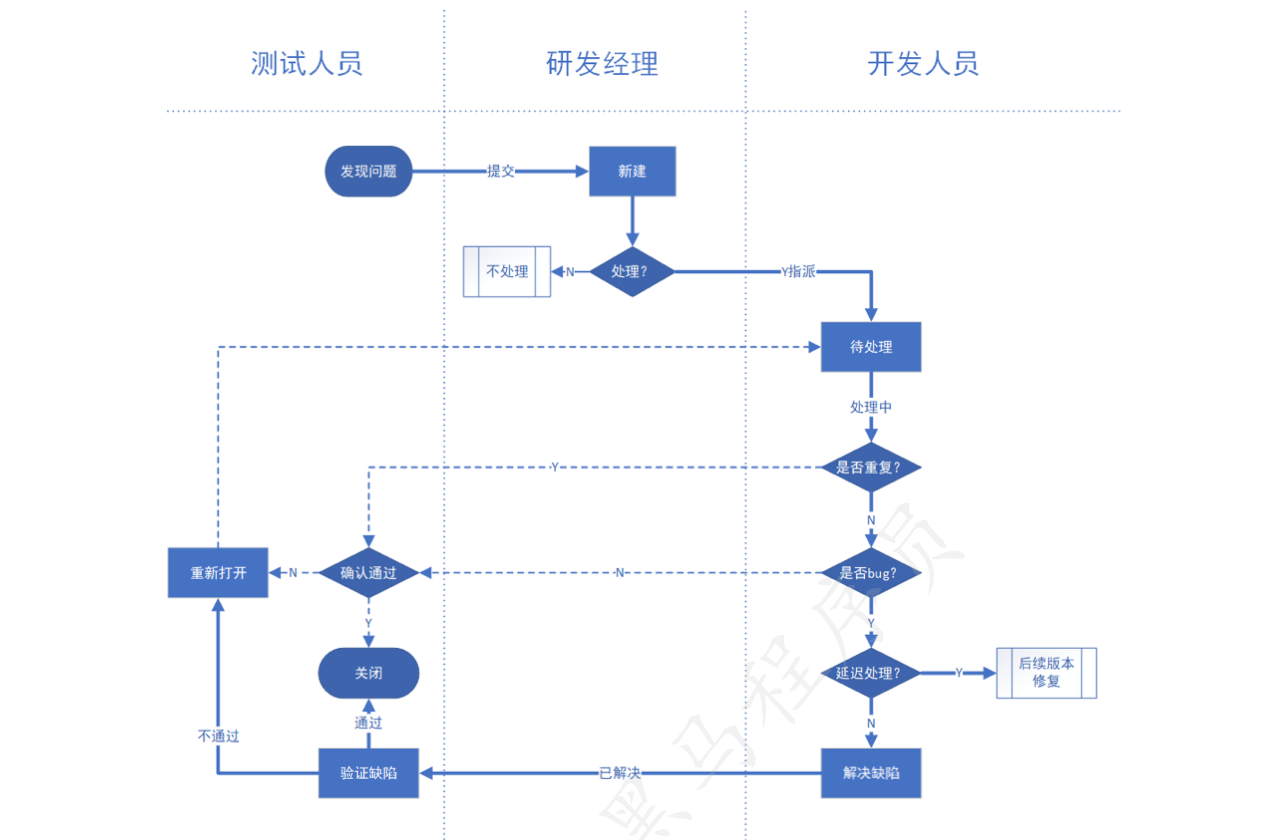 测试人员
研发经理
开发人员
发现问题
提交
新建
不处理
N
处理?
Y指派
待处理
处理中
Y
是否重复?
N
重新打开
N
确认通过
N
是否bug?
Y
Y
关闭
延迟处理?
Y
后续版本
修复
通过
N
不通过
验证缺陷
已解决
解决缺陷
黑马程序员